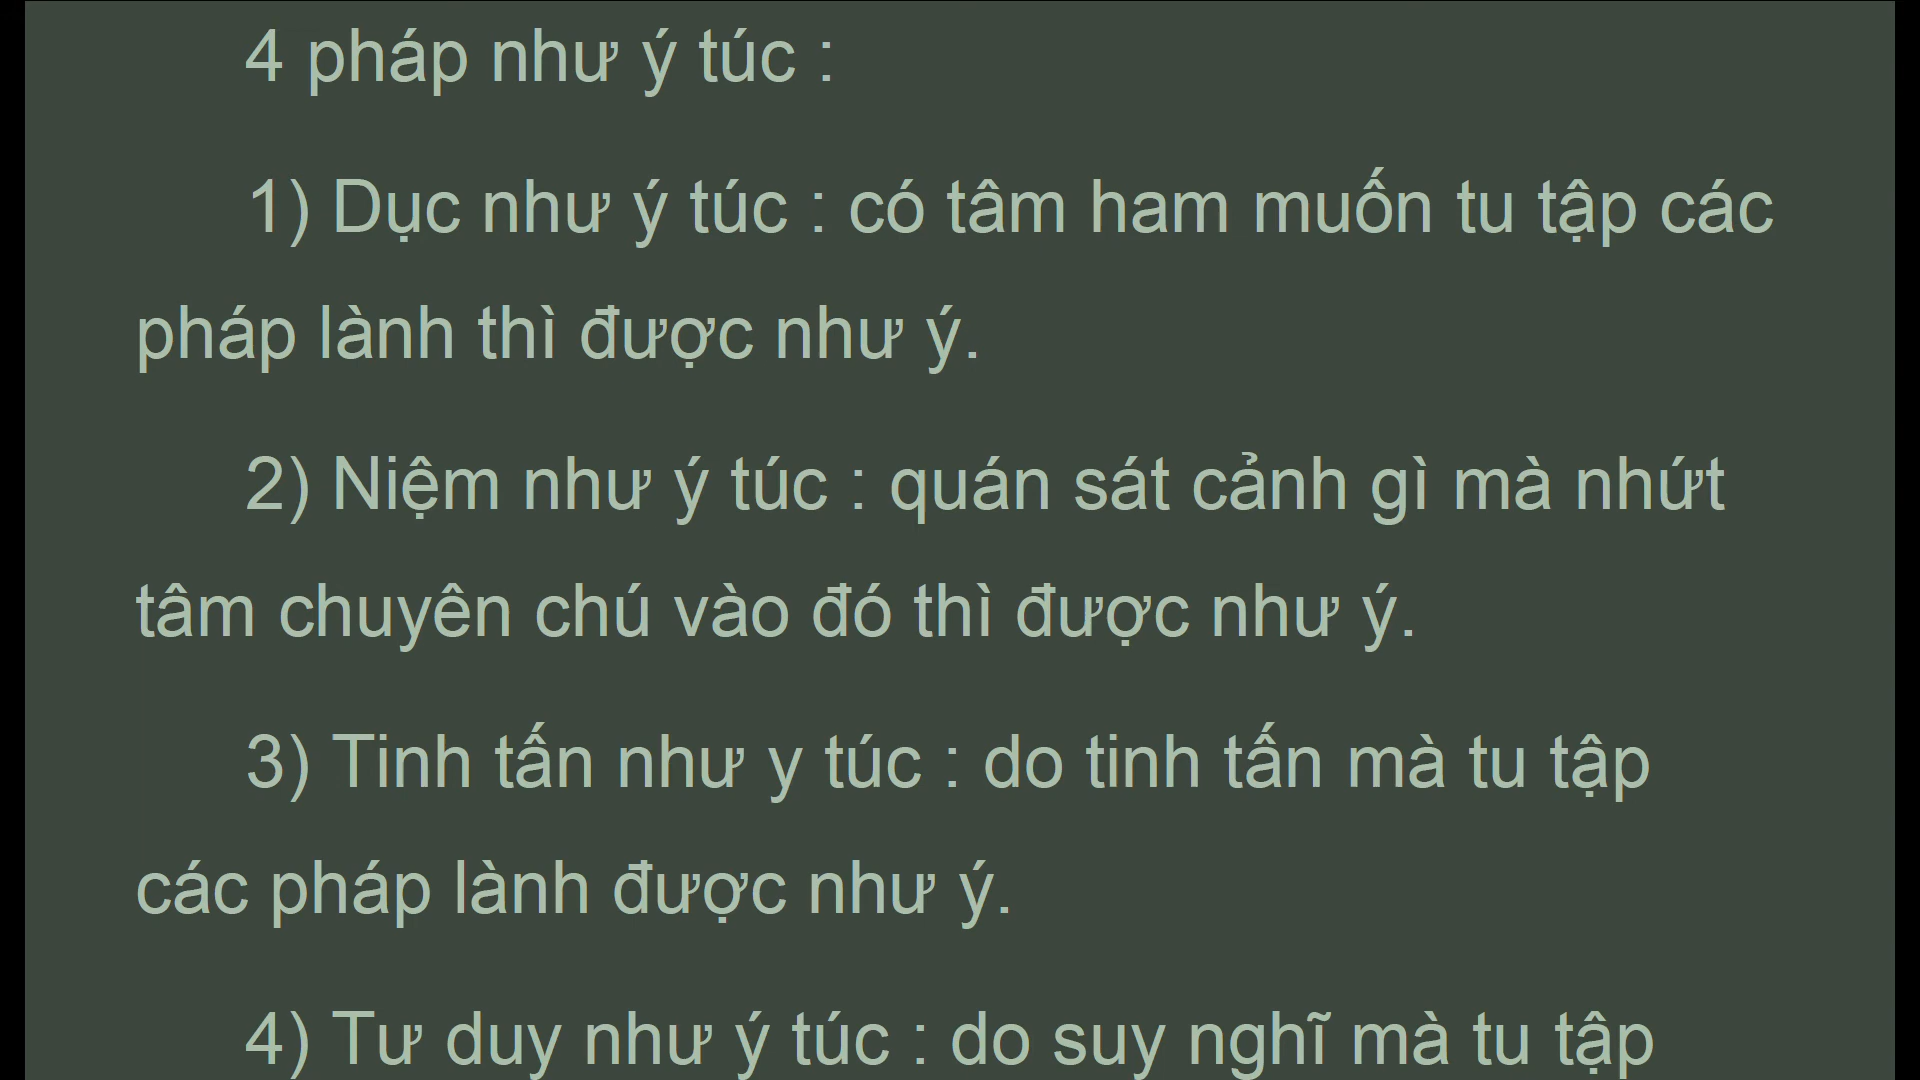 4 pháp như ý túc :
1) Dục như ý túc : có tâm ham muốn tu tập các
pháp lành thì được như ý.
2) Niệm như ý túc : quán sát cảnh gì mà nhứt
tâm chuyên chú vào đó thì được như ý.
3) Tinh tấn như y túc : do tinh tấn mà tu tập
các pháp lành được như ý.
4) Tư duy như ý túc : do suy nghĩ mà tu tập